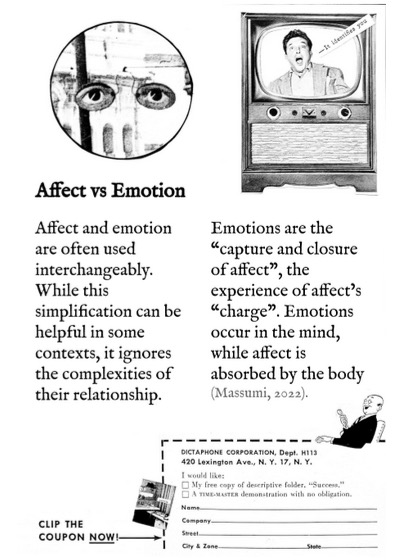 —It identifies you
Affect vs Emotion
Affect and emotion
are often used
interchangeably.
While this
simplification can be
helpful in some
contexts, it ignores
the complexities of
their relationship.
Emotions are the
“capture and closure
of affect”, the
experience of affect’s
“charge”. Emotions
occur in the mind,
while affect is
absorbed by the body
(Massumi, 2022).
DICTAPHONE CORPORATION, Dept. H113
420 Lexington Ave., N. Y. 17, N. Y.
I would like:
My free copy of descriptive folder, “Success.”
A TIME-MASTER demonstration with no obligation.
Name
Company
Street
City & Zone State
CLIP THE
COUPON NOW!